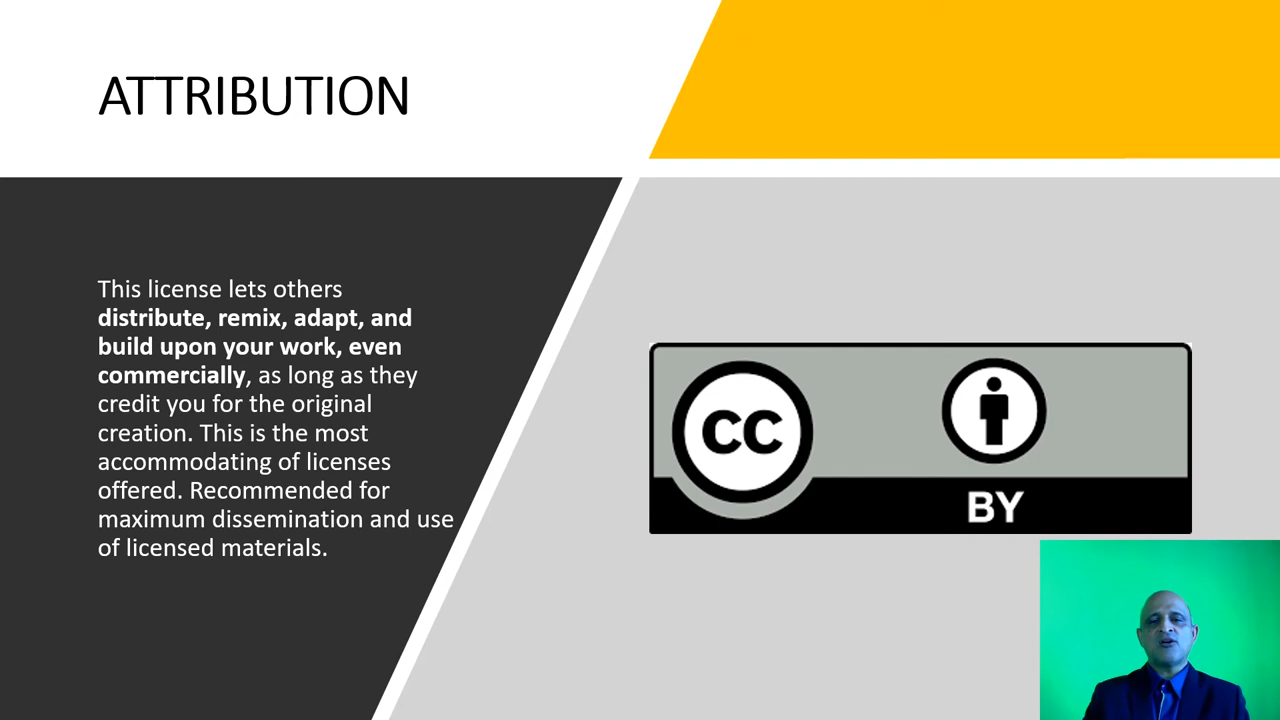 ATTRIBUTION
This license lets others
distribute, remix, adapt, and
build upon your work, even
commercially, as long as they
credit you for the original
creation. This is the most
accommodating of licenses
offered. Recommended for
maximum dissemination and use
of licensed materials.
CC
BY